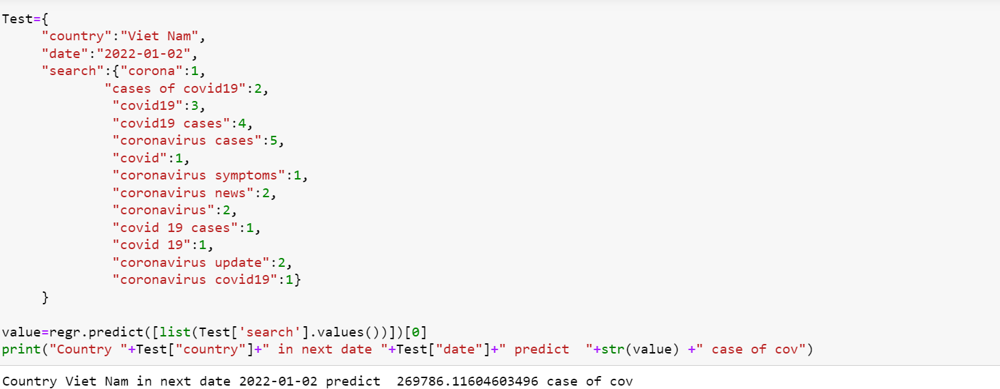 Test={
     "country":"Viet Nam",
     "date":"2022-01-02",
     "search":{"corona":1,
             "cases of covid19":2,
              "covid19":3,
              "covid19 cases":4,
              "coronavirus cases":5,
              "covid":1,
              "coronavirus symptoms":1,
              "coronavirus news":2,
              "coronavirus":2,
              "covid 19 cases":1,
              "covid 19":1,
              "coronavirus update":2,
              "coronavirus covid19":1}
     }

value=regr.predict([list(Test['search'].values())])[0]
print("Country "+Test["country"]+" in next date "+Test["date"]+" predict  "+str(value) +" case of cov")
Country Viet Nam in next date 2022-01-02 predict  269786.11604603496 case of cov